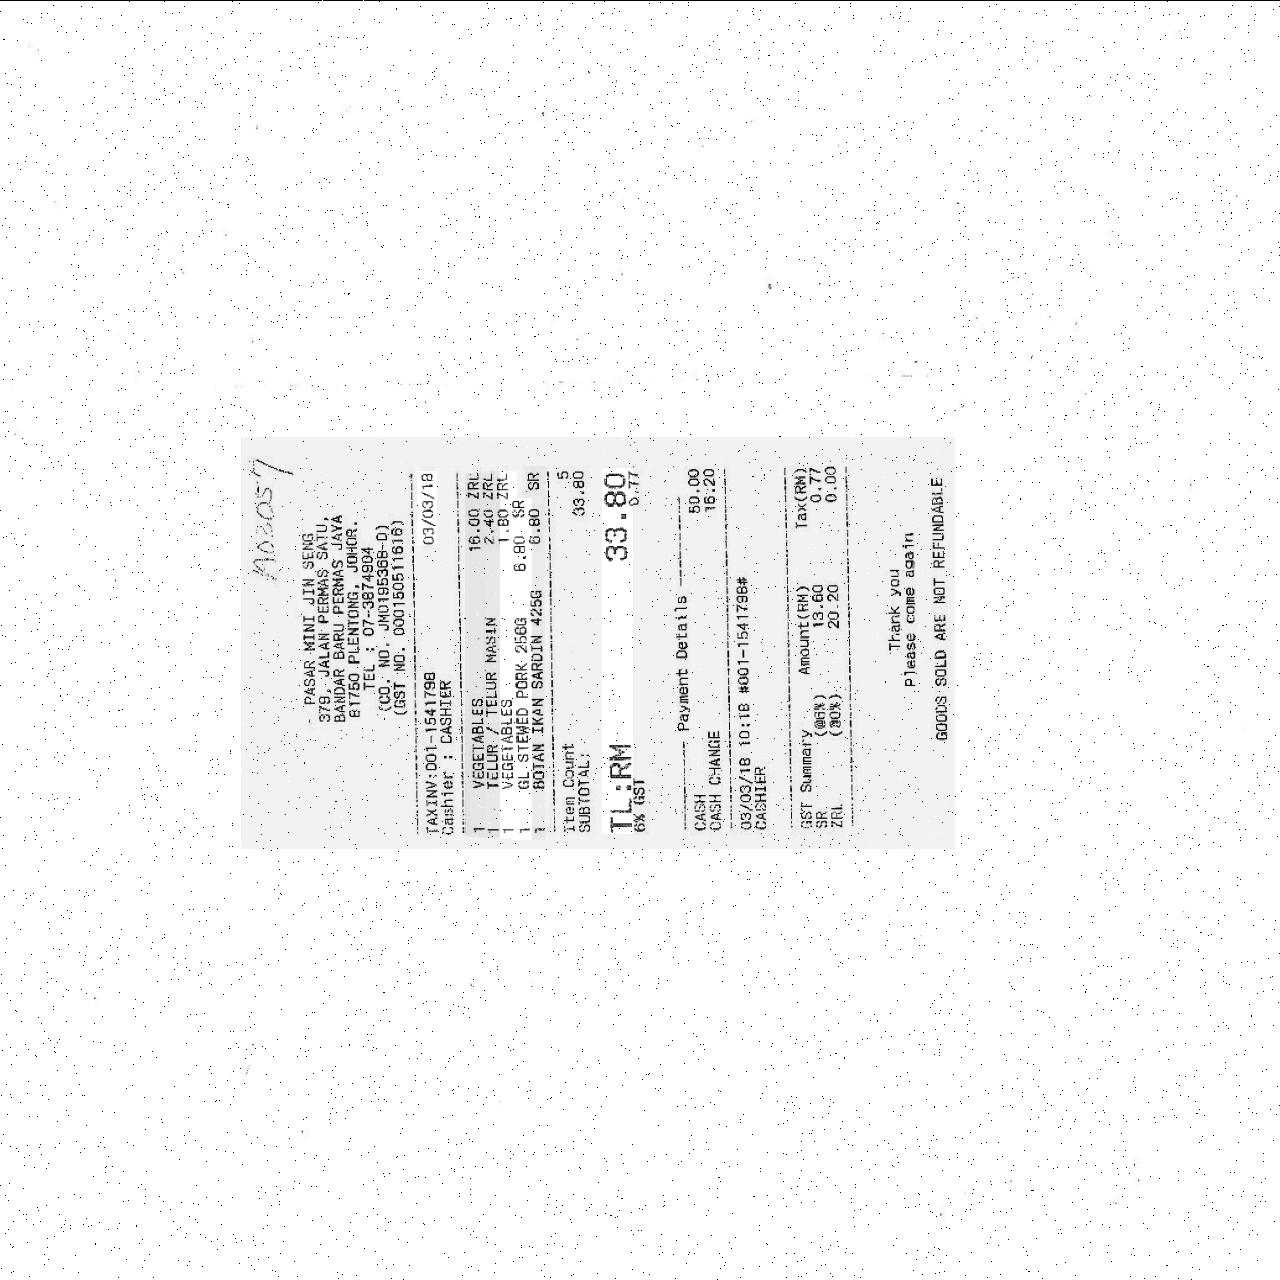 PASAR MINI JIN SENG
379, JALAN PERMAS SATU,
BANDAR BARU PERMAS JAYA
81750 PLENTONG, JOHOR.
TEL : 07-3874904
(CO. NO. JM0195368-D)
(GST NO. 000150511616)
TAXINV:001-1541798 03/03/18
Cashier : CASHIER
1 VEGETABLES 16.00 ZRL
1 TELUR / TELUR MASIN 2.40 ZRL
1 VEGETABLES 1.80 ZRL
1 GL STEWED PORK 256G 6.80 SR
1 BOTAN IKAN SARDIN 425G 6.80 SR
Item Count 5
SUBTOTAL: 33.80
TL:RM 33.80
6% GST 0.77
Payment Details
CASH 50.00
CASH CHANGE 16.20
03/03/18 10:18 #001-1541798#
CASHIER
GST Summary Amount(RM) Tax(RM)
SR (@6%) 13.60 0.77
ZRL (@0%) 20.20 0.00
Thank you
Please come again
GOODS SOLD ARE NOT REFUNDABLE